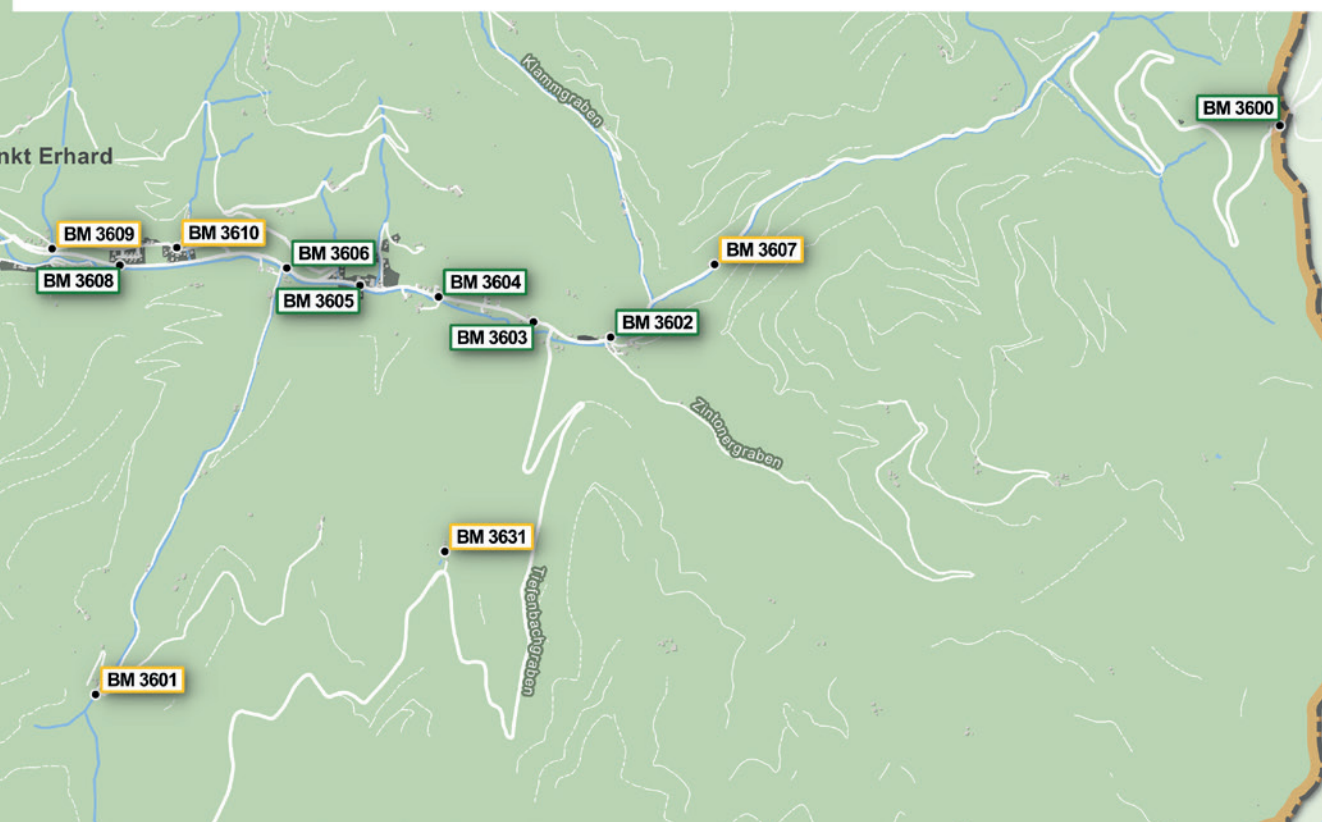 Klammgraben
BM 3600
nkt Erhard
BM 3609
BM 3610
BM 3606
BM 3607
BM 3608
BM 3604
BM 3605
BM 3602
BM 3603
Zintonergraben
BM 3631
Tiefenbachgraben
BM 3601